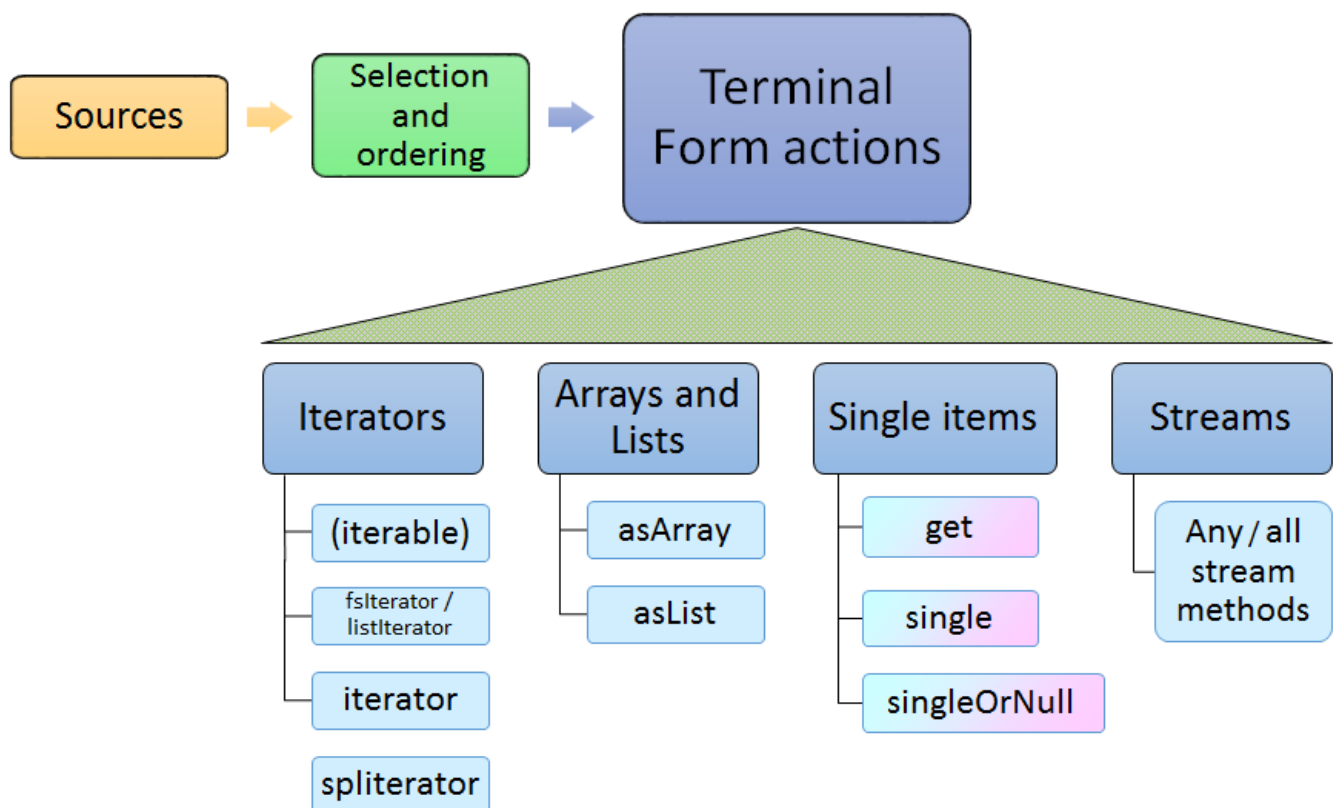 Sources
Selection
and
ordering
Terminal
Form actions
Iterators
(iterable)
fsIterator /
listIterator
iterator
spliterator
Arrays and
Lists
asArray
asList
Single items
get
single
singleOrNull
Streams
Any / all
stream
methods